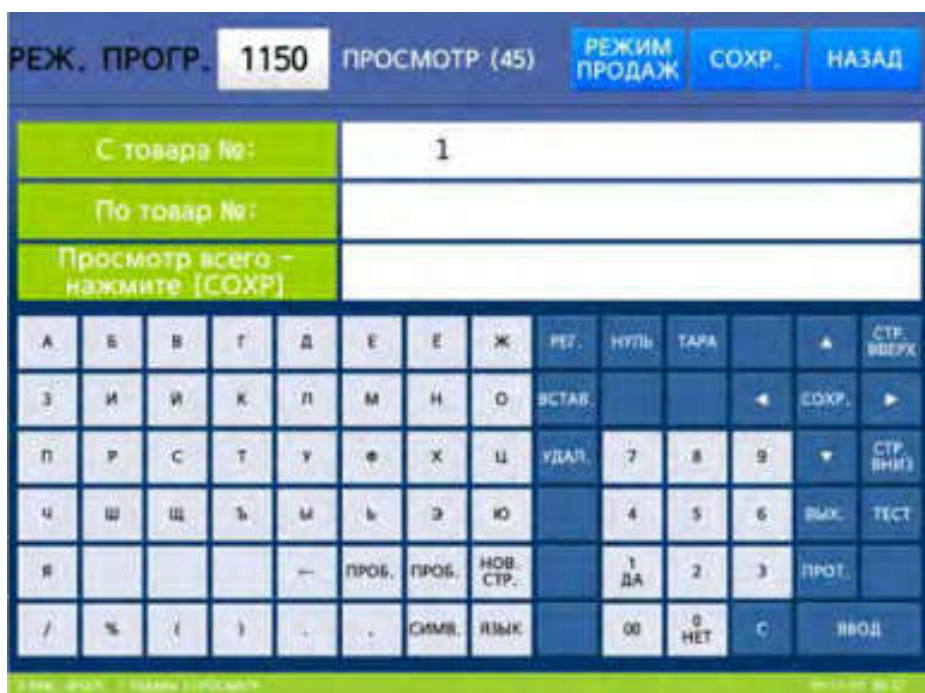 РЕЖ. ПРОГР. 1150 ПРОСМОТР (45) РЕЖИМ ПРОДАЖ СОХР. НАЗАД
С товара №: 1
По товар №:
Просмотр всего -
нажмите [СОХР]
А Б В Г Д Е Ё Ж РЕГ. НУЛЬ ТАРА ▲ СТР. ВВЕРХ
З И Й К Л М Н О ВСТАВ. ◄ СОХР. ►
П Р С Т У Ф Х Ц УДАЛ. 7 8 9 ▼ СТР. ВНИЗ
Ч Ш Щ Ъ Ы Ь Э Ю 4 5 6 ВЫХ. ТЕСТ
Я ← ПРОБ. ПРОБ. НОВ. СТР. 1 ДА 2 3 ПРОТ.
/ % ( ) СИМВ. ЯЗЫК 00 0 НЕТ С ВВОД